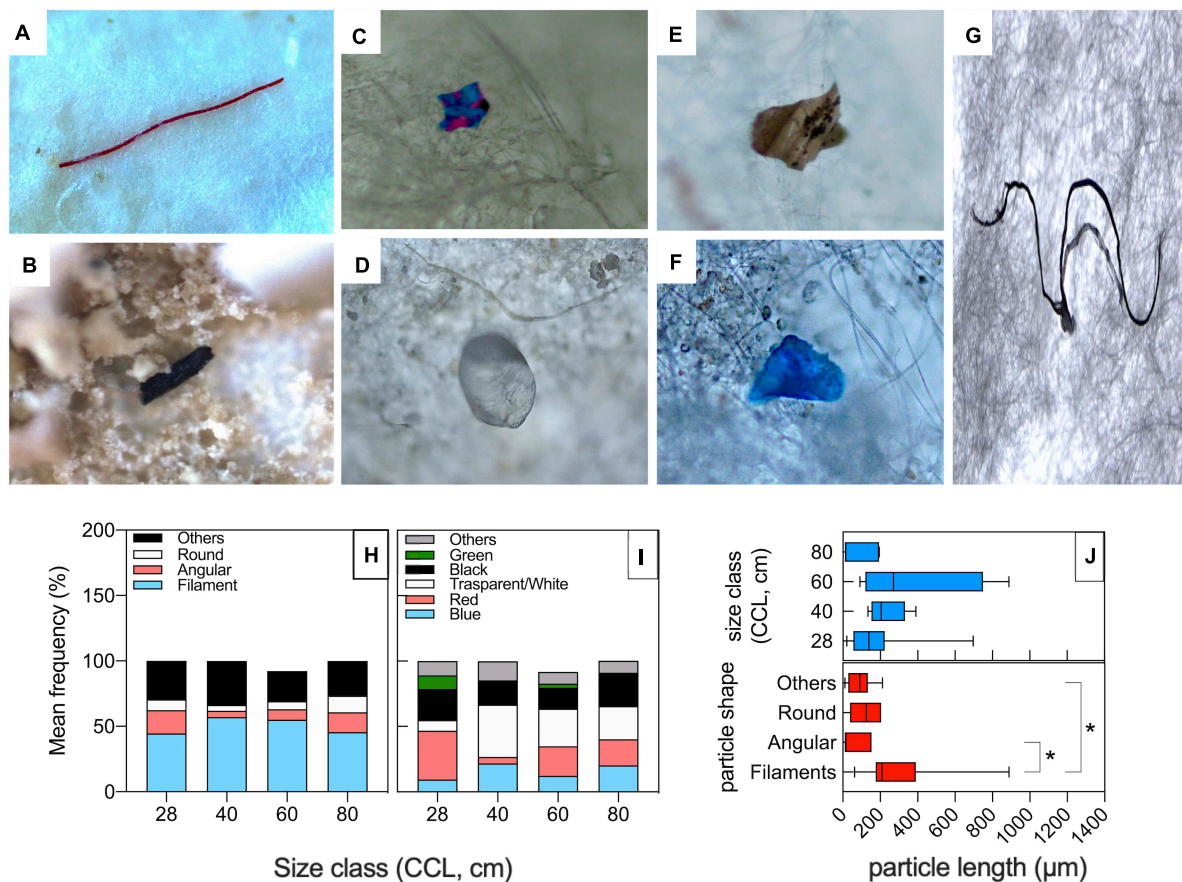 A
C
E
G
B
D
F
200
150
100
50
0
Mean frequency (%)
H
Others
Round
Angular
Filament
28
40
60
80
I
Others
Green
Black
Trasparent/White
Red
Blue
28
40
60
80
Size class (CCL, cm)
J
size class
(CCL, cm)
80
60
40
28
particle shape
Others
Round
Angular
Filaments
*
*
0
200
400
600
800
1000
1200
1400
particle length (µm)